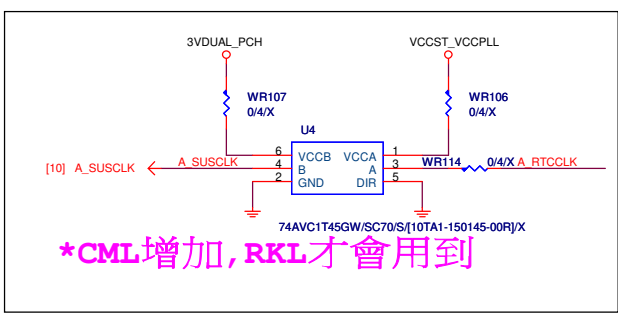 3VDUAL_PCH VCCST_VCCPLL
WR107 WR106
0/4/X 0/4/X
U4
6 VCCB VCCA 1
[10] A_SUSCLK A_SUSCLK 4 B A 3 WR114 0/4/X A_RTCCLK
2 GND DIR 5
74AVC1T45GW/SC70/S/[10TA1-150145-00R]/X
*CML增加,RKL才會用到